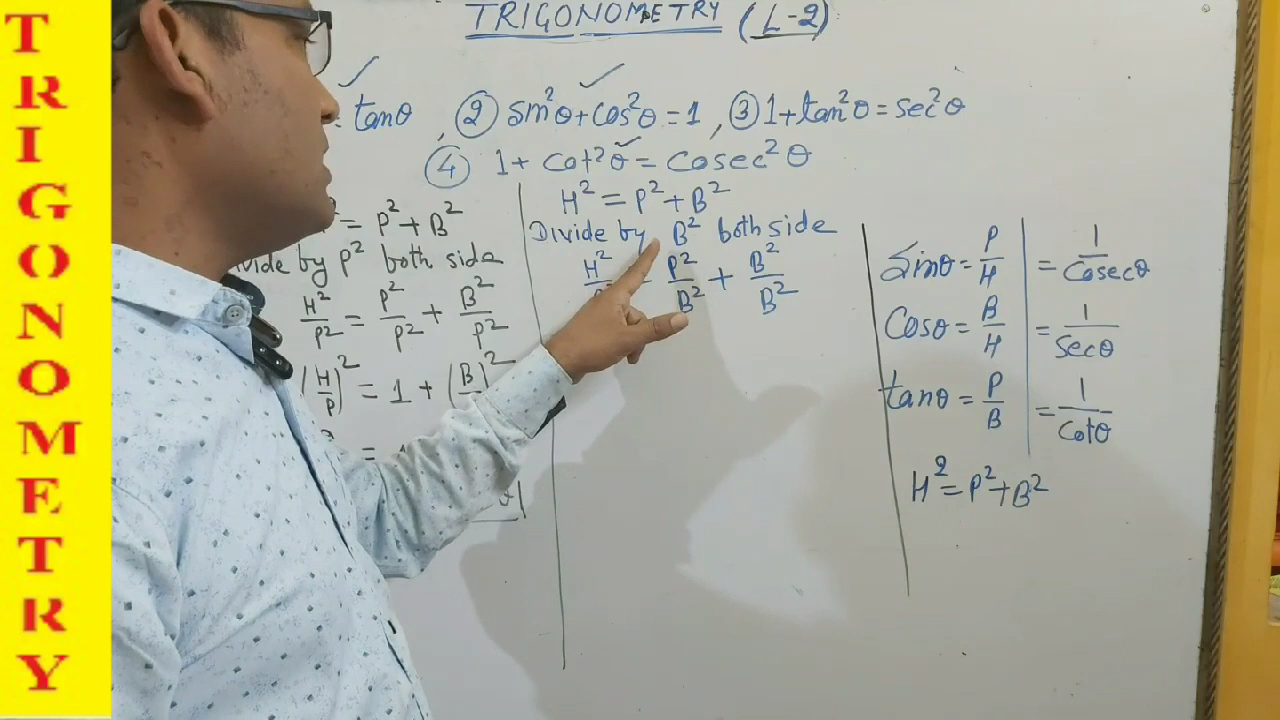 TRIGONOMETRY
TRIGONOMETRY (L-2)
tanθ , ② sin²θ+cos²θ=1 , ③ 1+tan²θ=sec²θ
④ 1+cot²θ=cosec²θ
= P²+B²
by P² both side
H²/P² = P²/P² + B²/P²
(H/P)² = 1 + (B/
=
H² = P²+B²
Divide by B² both side
H²/ P²/B² + B²/B²
Sinθ = P/H = 1/Cosecθ
Cosθ = B/H = 1/Secθ
tanθ = P/B = 1/Cotθ
H² = P²+B²